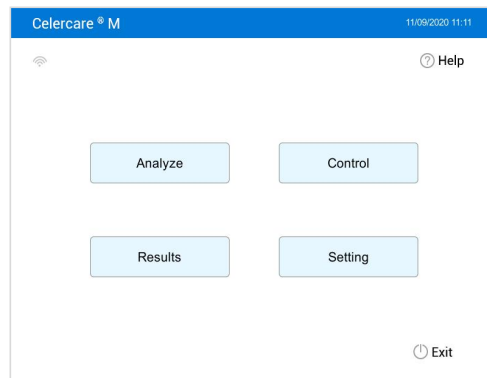 Celercare ® M 11/09/2020 11:11
Help
Analyze Control
Results Setting
Exit